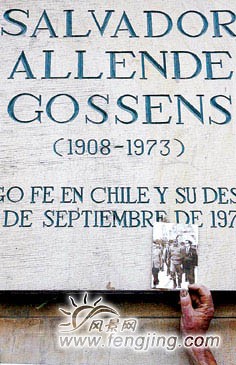 SALVADOR
ALLENDE
GOSSENS
(1908-1973)
GO FE EN CHILE Y SU DES
DE SEPTIEMBRE DE 197
风景网
www.fengjing.com